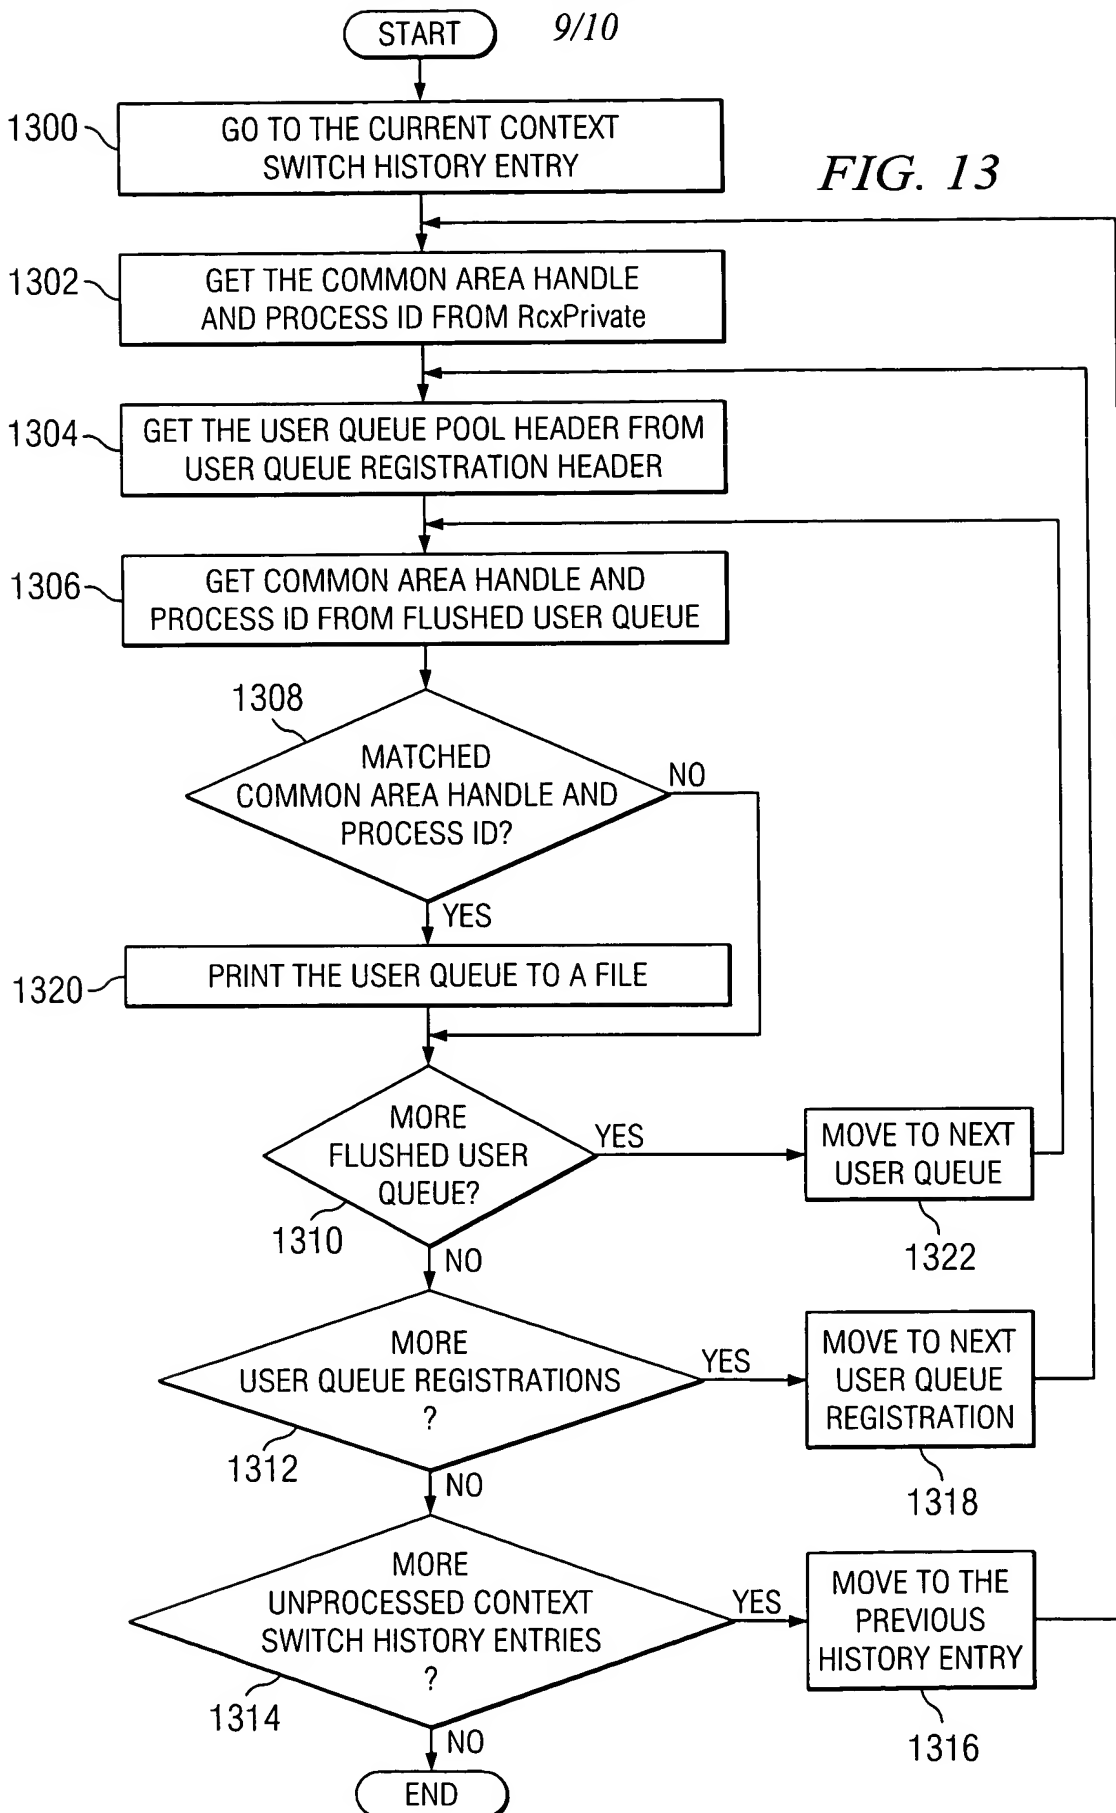 START
9/10
1300
GO TO THE CURRENT CONTEXT
SWITCH HISTORY ENTRY
FIG. 13
1302
GET THE COMMON AREA HANDLE
AND PROCESS ID FROM RcxPrivate
1304
GET THE USER QUEUE POOL HEADER FROM
USER QUEUE REGISTRATION HEADER
1306
GET COMMON AREA HANDLE AND
PROCESS ID FROM FLUSHED USER QUEUE
1308
MATCHED
COMMON AREA HANDLE AND
PROCESS ID?
NO
YES
1320
PRINT THE USER QUEUE TO A FILE
MORE
FLUSHED USER
QUEUE?
YES
1310
NO
MOVE TO NEXT
USER QUEUE
1322
MORE
USER QUEUE REGISTRATIONS
?
YES
1312
NO
MOVE TO NEXT
USER QUEUE
REGISTRATION
1318
MORE
UNPROCESSED CONTEXT
SWITCH HISTORY ENTRIES
?
YES
1314
NO
MOVE TO THE
PREVIOUS
HISTORY ENTRY
1316
END